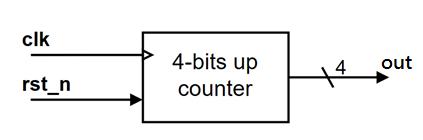 clk
rst_n
4-bits up
counter
4
out